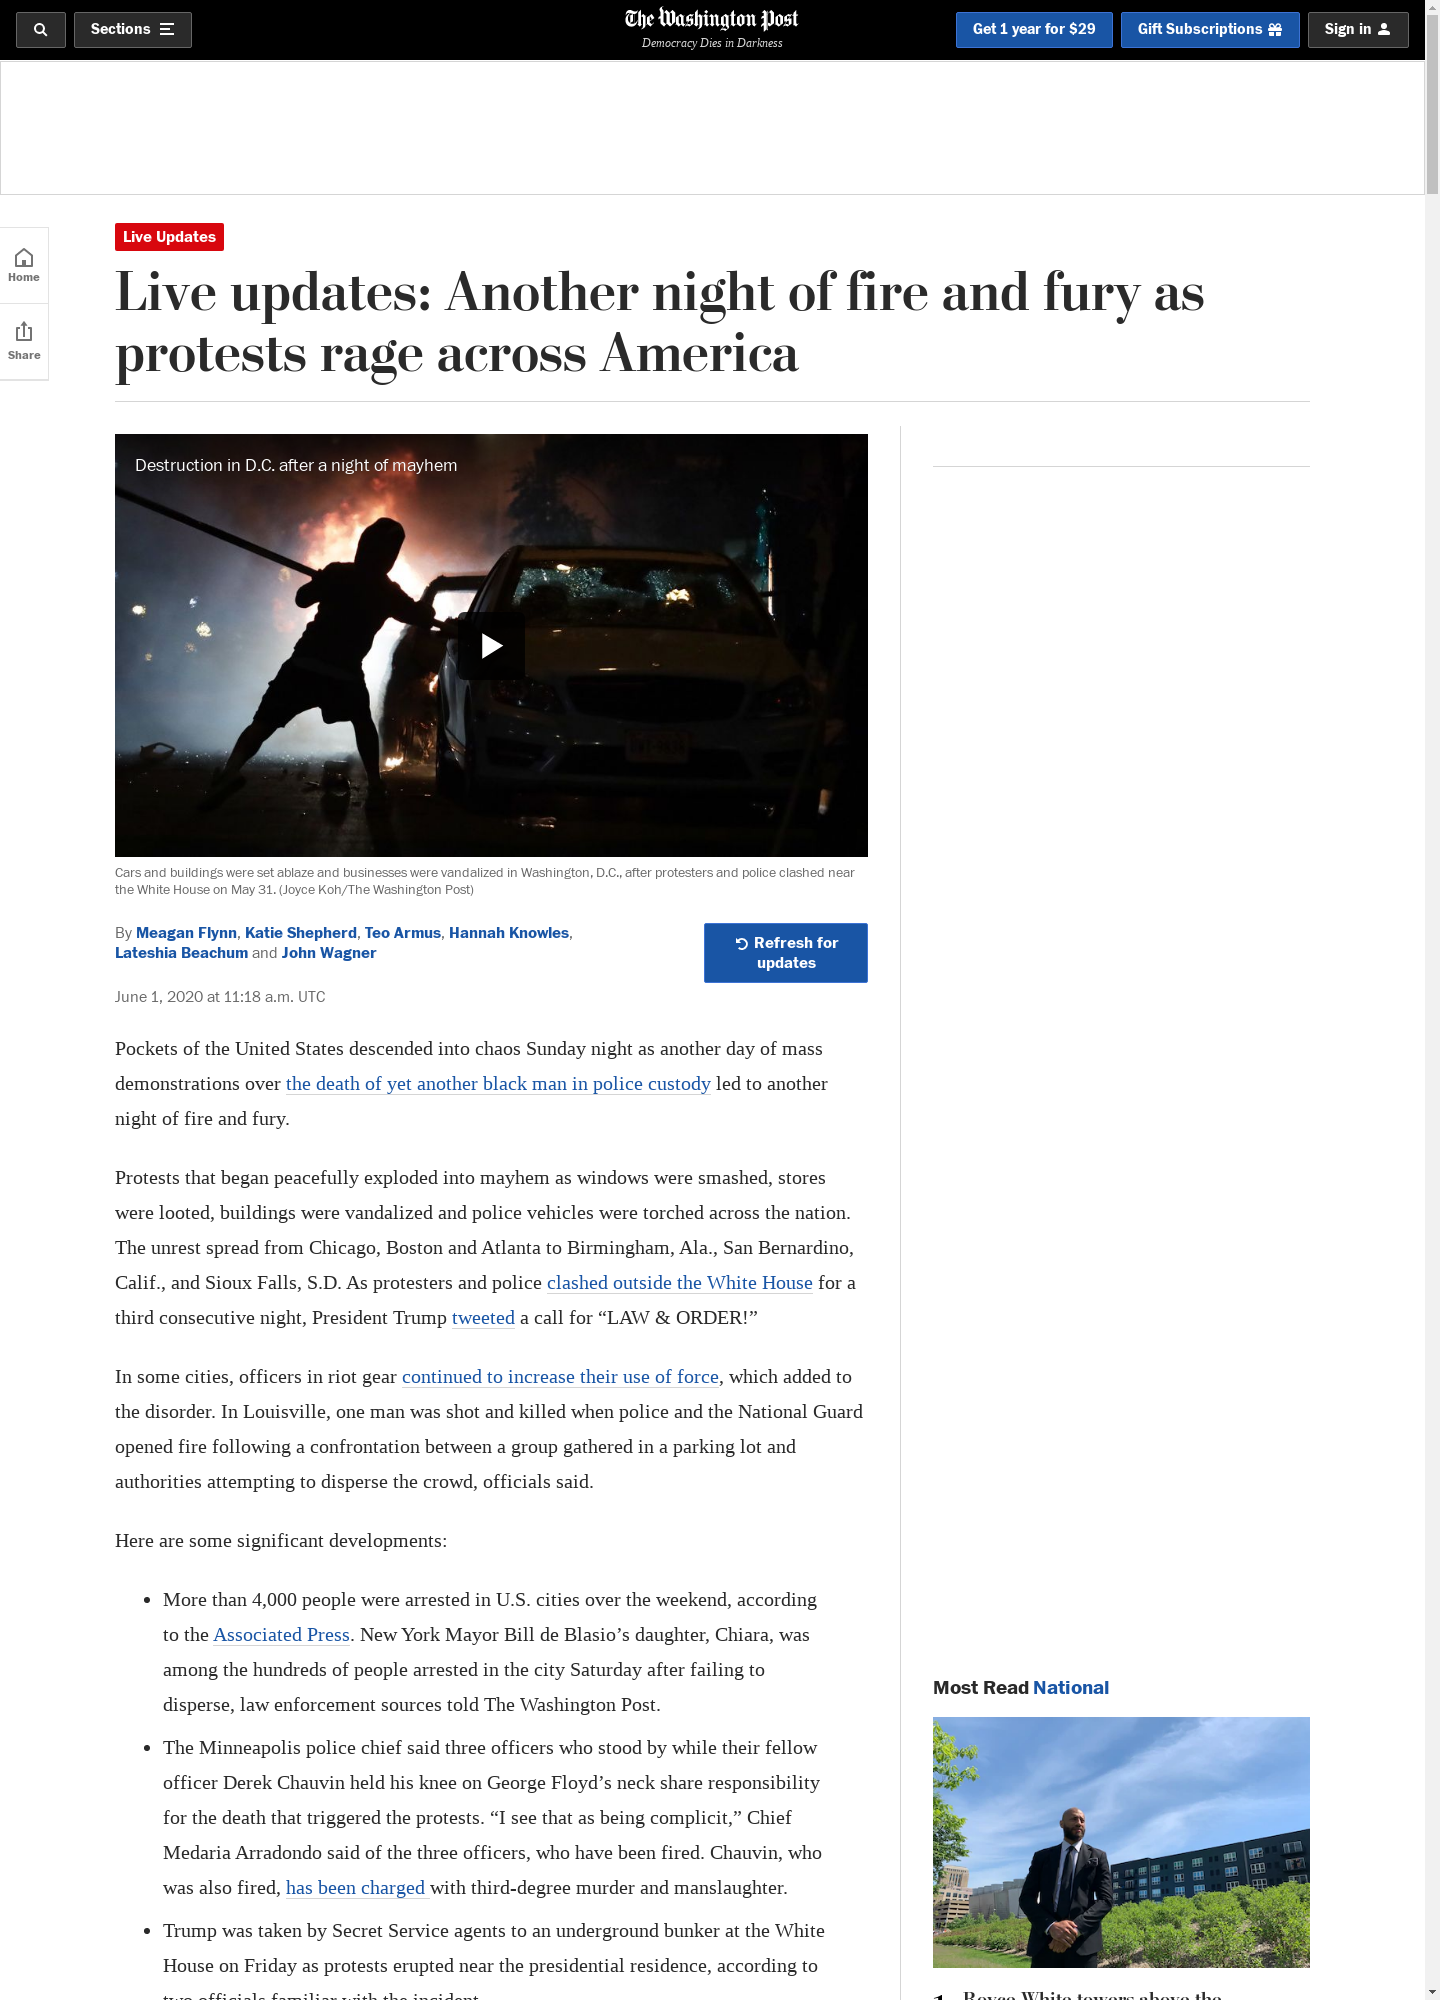 Sections
The Washington Post
Democracy Dies in Darkness
Get 1 year for $29
Gift Subscriptions
Sign in
Home
Share
Live Updates
Live updates: Another night of fire and fury as
protests rage across America
Destruction in D.C. after a night of mayhem
Cars and buildings were set ablaze and businesses were vandalized in Washington, D.C., after protesters and police clashed near
the White House on May 31. (Joyce Koh/The Washington Post)
By Meagan Flynn, Katie Shepherd, Teo Armus, Hannah Knowles,
Lateshia Beachum and John Wagner
Refresh for
updates
June 1, 2020 at 11:18 a.m. UTC
Pockets of the United States descended into chaos Sunday night as another day of mass
demonstrations over the death of yet another black man in police custody led to another
night of fire and fury.
Protests that began peacefully exploded into mayhem as windows were smashed, stores
were looted, buildings were vandalized and police vehicles were torched across the nation.
The unrest spread from Chicago, Boston and Atlanta to Birmingham, Ala., San Bernardino,
Calif., and Sioux Falls, S.D. As protesters and police clashed outside the White House for a
third consecutive night, President Trump tweeted a call for “LAW & ORDER!”
In some cities, officers in riot gear continued to increase their use of force, which added to
the disorder. In Louisville, one man was shot and killed when police and the National Guard
opened fire following a confrontation between a group gathered in a parking lot and
authorities attempting to disperse the crowd, officials said.
Here are some significant developments:
• More than 4,000 people were arrested in U.S. cities over the weekend, according
to the Associated Press. New York Mayor Bill de Blasio’s daughter, Chiara, was
among the hundreds of people arrested in the city Saturday after failing to
disperse, law enforcement sources told The Washington Post.
• The Minneapolis police chief said three officers who stood by while their fellow
officer Derek Chauvin held his knee on George Floyd’s neck share responsibility
for the death that triggered the protests. “I see that as being complicit,” Chief
Medaria Arradondo said of the three officers, who have been fired. Chauvin, who
was also fired, has been charged with third-degree murder and manslaughter.
• Trump was taken by Secret Service agents to an underground bunker at the White
House on Friday as protests erupted near the presidential residence, according to
two officials familiar with the incident.
Most Read National
1 Royce White towers above the